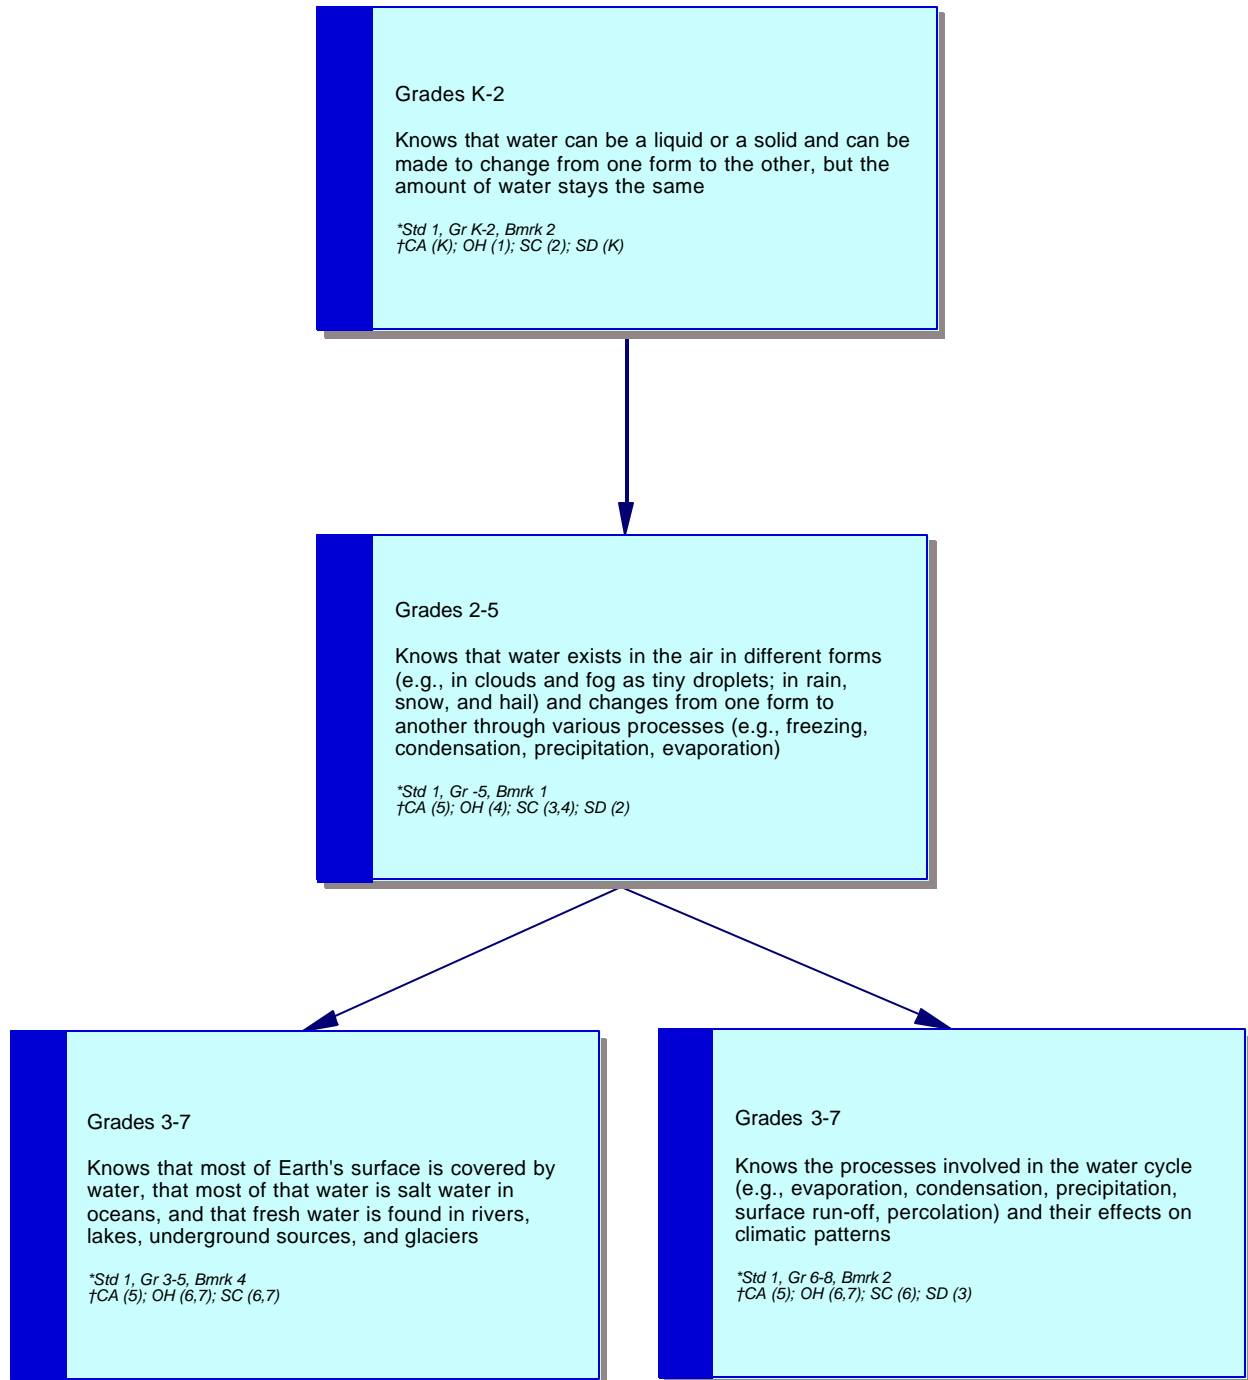 Grades K-2
Knows that water can be a liquid or a solid and can be
made to change from one form to the other, but the
amount of water stays the same
*Std 1, Gr K-2, Bmrk 2
†CA (K); OH (1); SC (2); SD (K)
Grades 2-5
Knows that water exists in the air in different forms
(e.g., in clouds and fog as tiny droplets; in rain,
snow, and hail) and changes from one form to
another through various processes (e.g., freezing,
condensation, precipitation, evaporation)
*Std 1, Gr -5, Bmrk 1
†CA (5); OH (4); SC (3,4); SD (2)
Grades 3-7
Knows that most of Earth's surface is covered by
water, that most of that water is salt water in
oceans, and that fresh water is found in rivers,
lakes, underground sources, and glaciers
*Std 1, Gr 3-5, Bmrk 4
†CA (5); OH (6,7); SC (6,7)
Grades 3-7
Knows the processes involved in the water cycle
(e.g., evaporation, condensation, precipitation,
surface run-off, percolation) and their effects on
climatic patterns
*Std 1, Gr 6-8, Bmrk 2
†CA (5); OH (6,7); SC (6); SD (3)